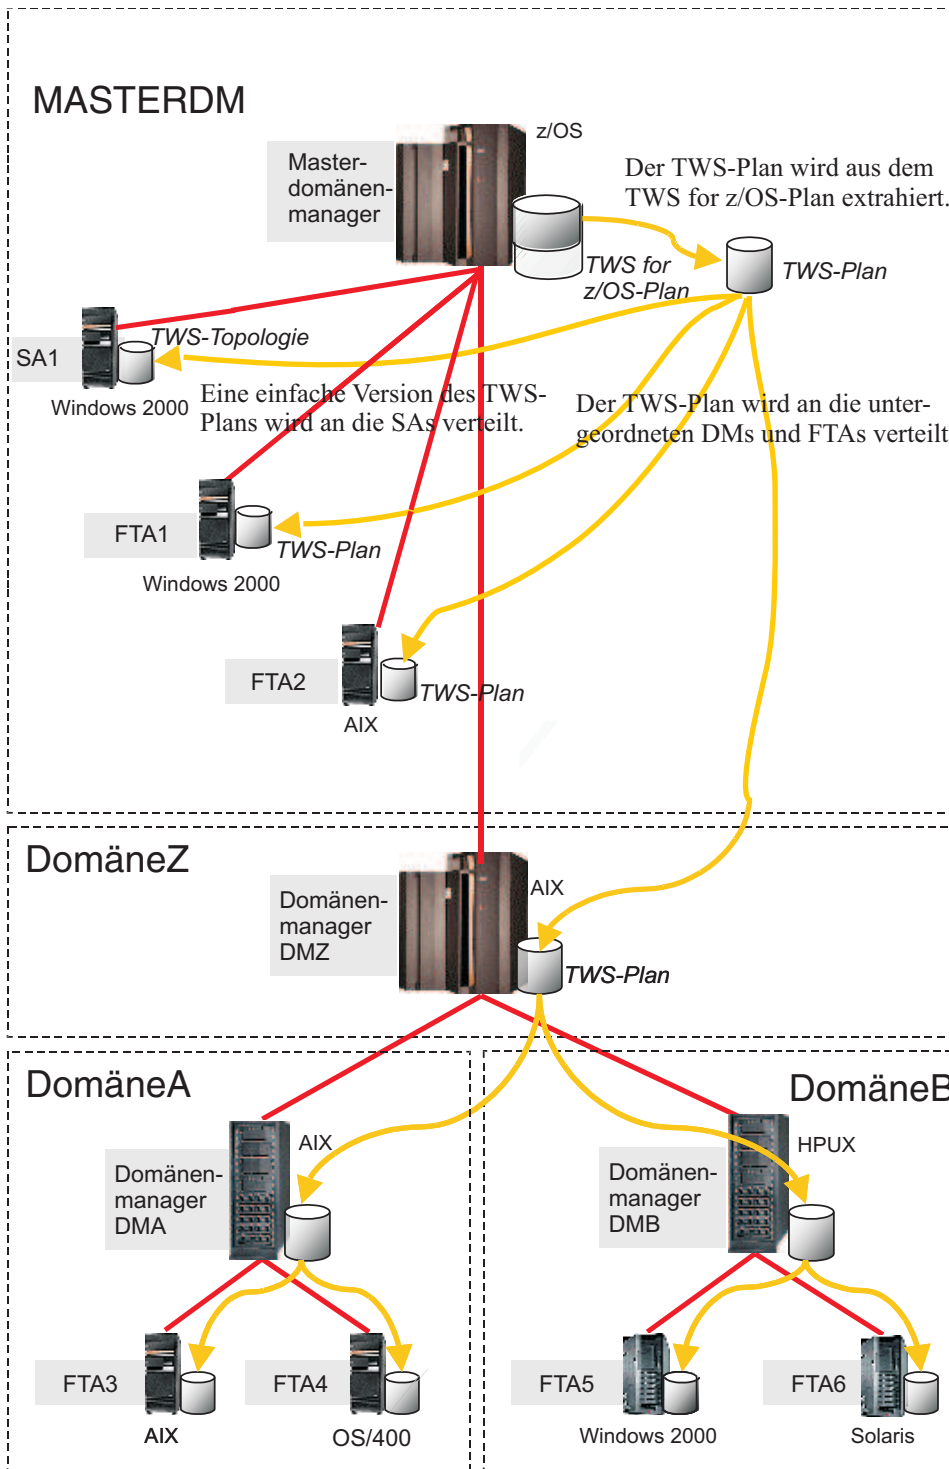 MASTERDM
z/OS
Master-
domänen-
manager
Der TWS-Plan wird aus dem
TWS for z/OS-Plan extrahiert.
TWS for
z/OS-Plan
TWS-Plan
TWS-Topologie
SA1
Windows 2000
Eine einfache Version des TWS-
Plans wird an die SAs verteilt.
Der TWS-Plan wird an die unter-
geordneten DMs und FTAs verteilt
FTA1
TWS-Plan
Windows 2000
FTA2
TWS-Plan
AIX
DomäneZ
AIX
Domänen-
manager
DMZ
TWS-Plan
DomäneA
AIX
Domänen-
manager
DMA
FTA3
AIX
FTA4
OS/400
DomäneB
HPUX
Domänen-
manager
DMB
FTA5
Windows 2000
FTA6
Solaris